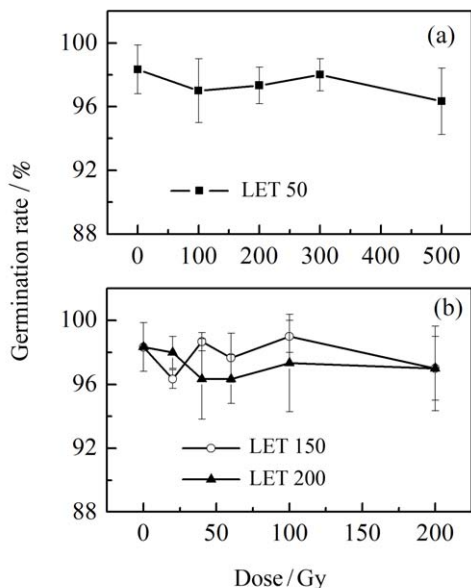 (a)
100
96
92
88
LET 50
0 100 200 300 400 500
Germination rate / %
(b)
100
96
92
88
LET 150
LET 200
0 50 100 150 200
Dose/Gy